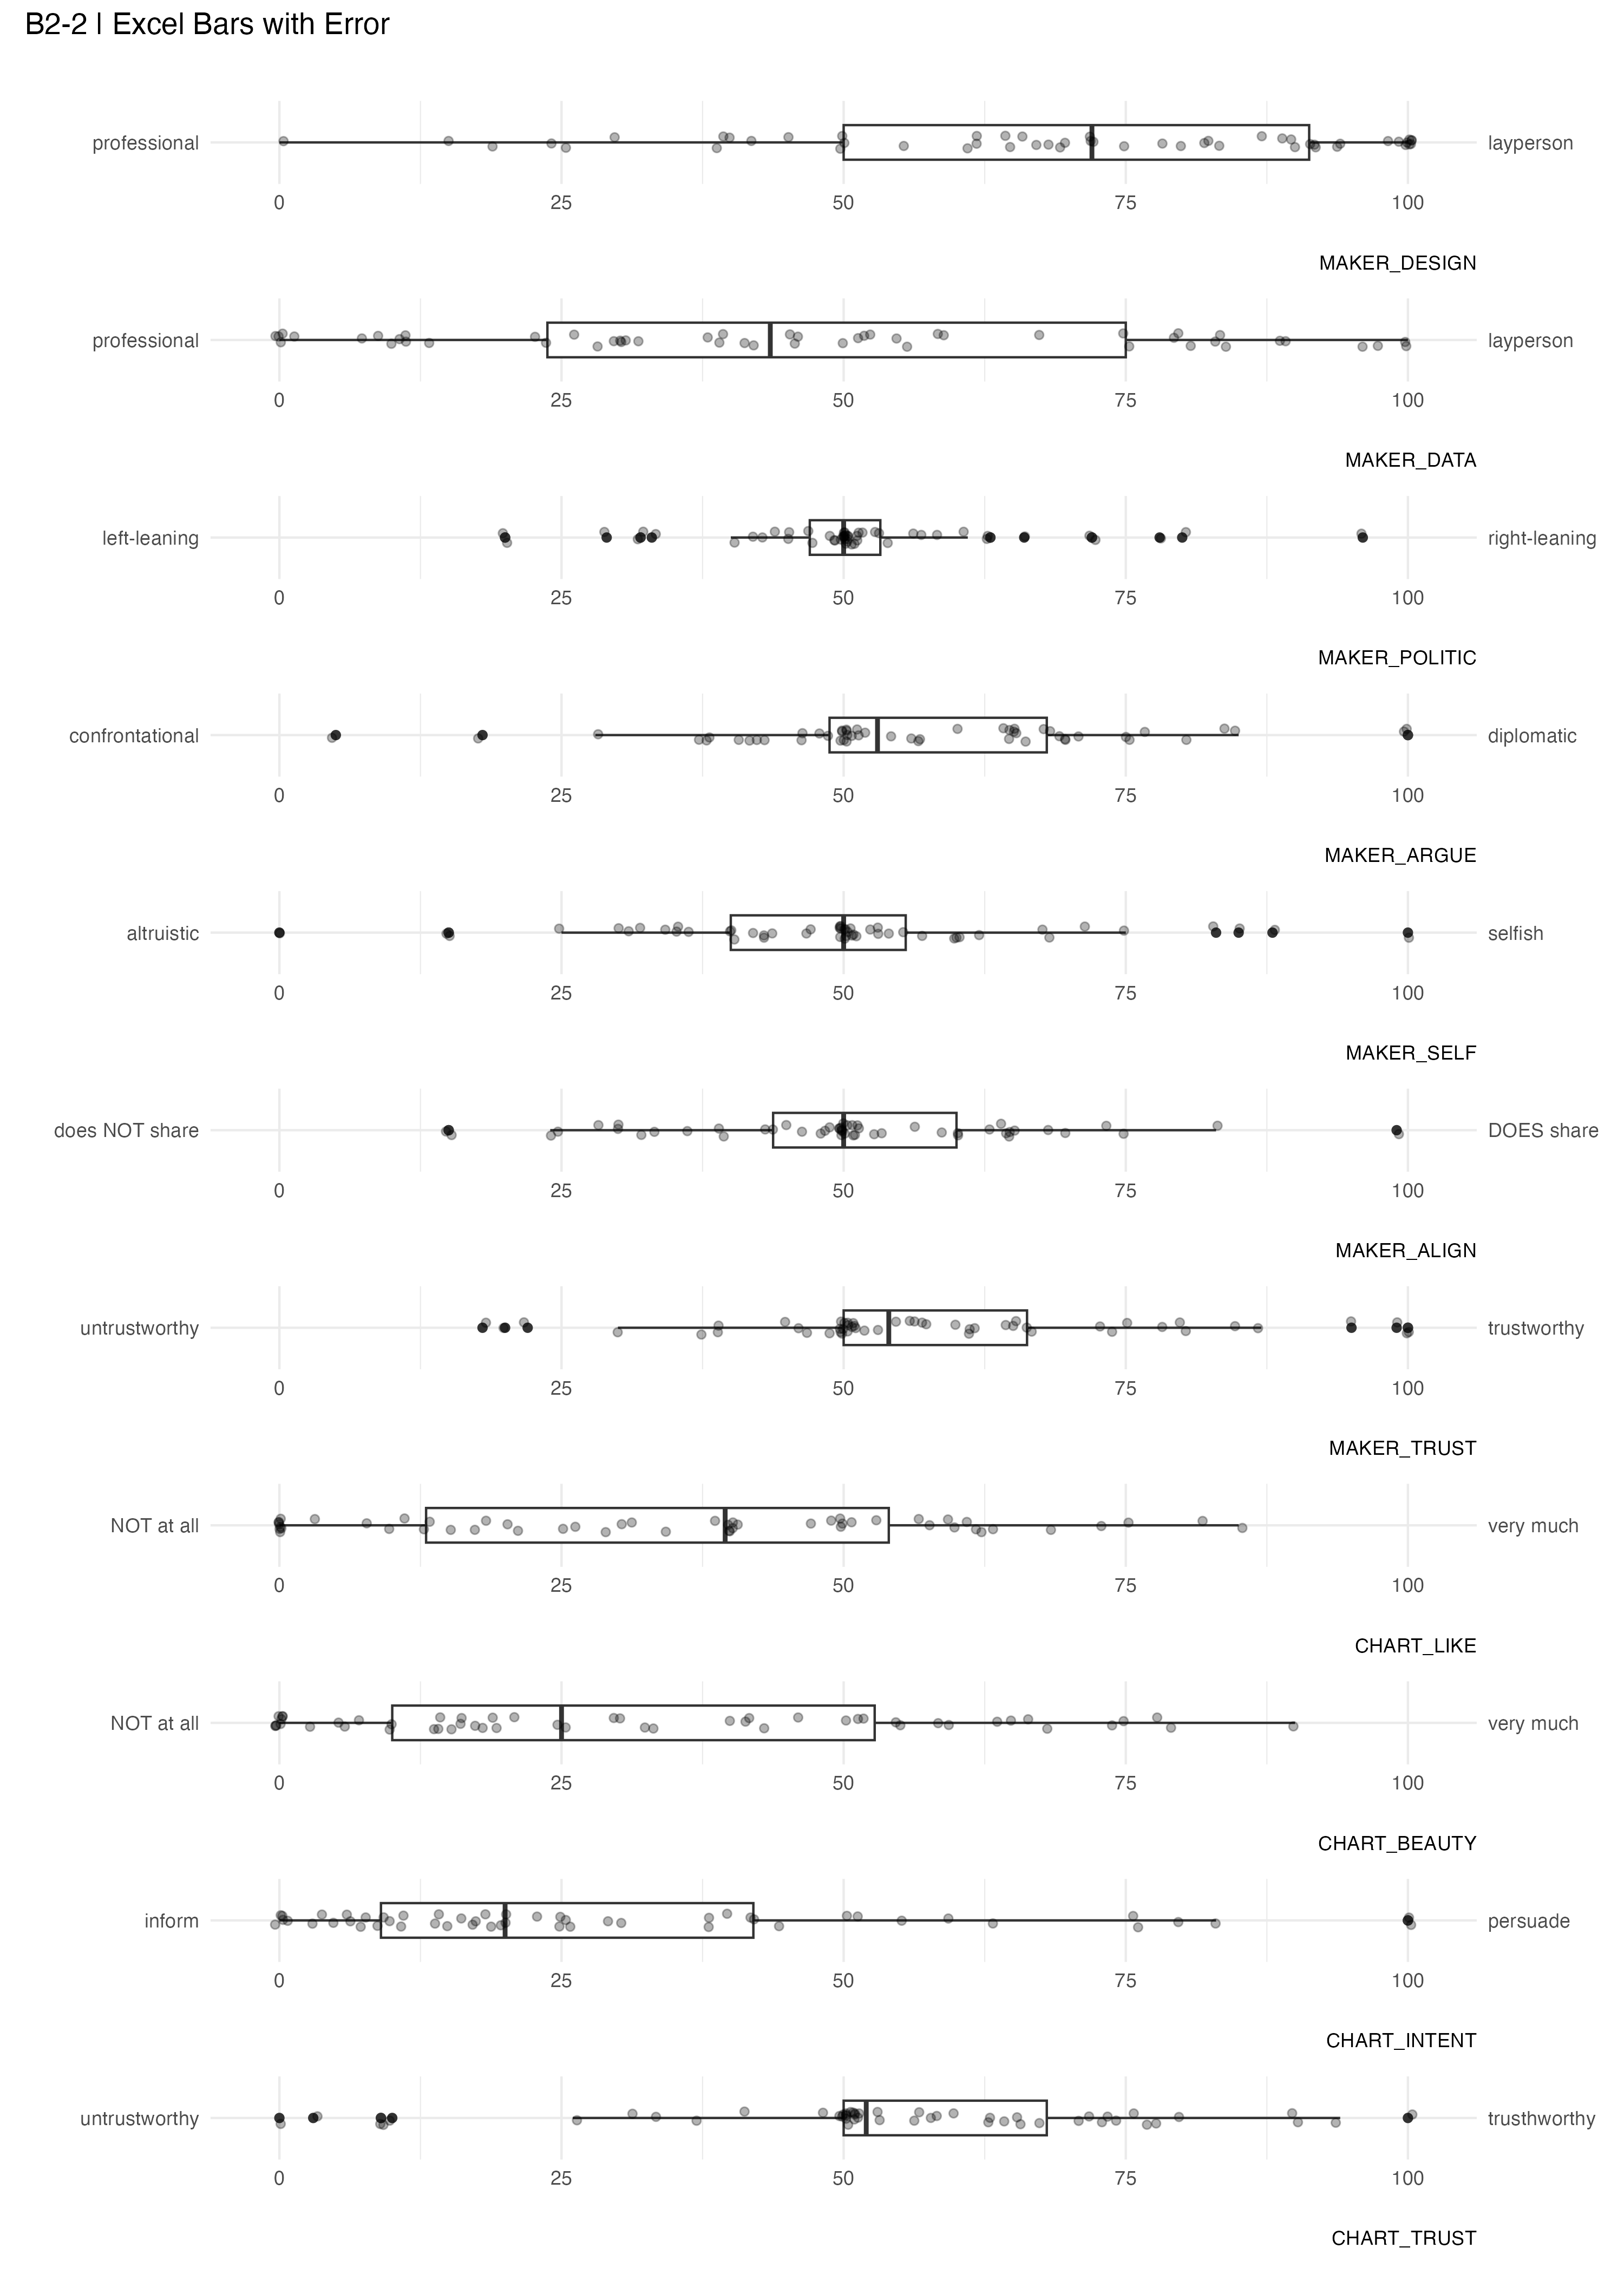 B2-2 | Excel Bars with Error
professional layperson
0 25 50 75 100
MAKER_DESIGN
professional layperson
0 25 50 75 100
MAKER_DATA
left-leaning right-leaning
0 25 50 75 100
MAKER_POLITIC
confrontational diplomatic
0 25 50 75 100
MAKER_ARGUE
altruistic selfish
0 25 50 75 100
MAKER_SELF
does NOT share DOES share
0 25 50 75 100
MAKER_ALIGN
untrustworthy trustworthy
0 25 50 75 100
MAKER_TRUST
NOT at all very much
0 25 50 75 100
CHART_LIKE
NOT at all very much
0 25 50 75 100
CHART_BEAUTY
inform persuade
0 25 50 75 100
CHART_INTENT
untrustworthy trusthworthy
0 25 50 75 100
CHART_TRUST